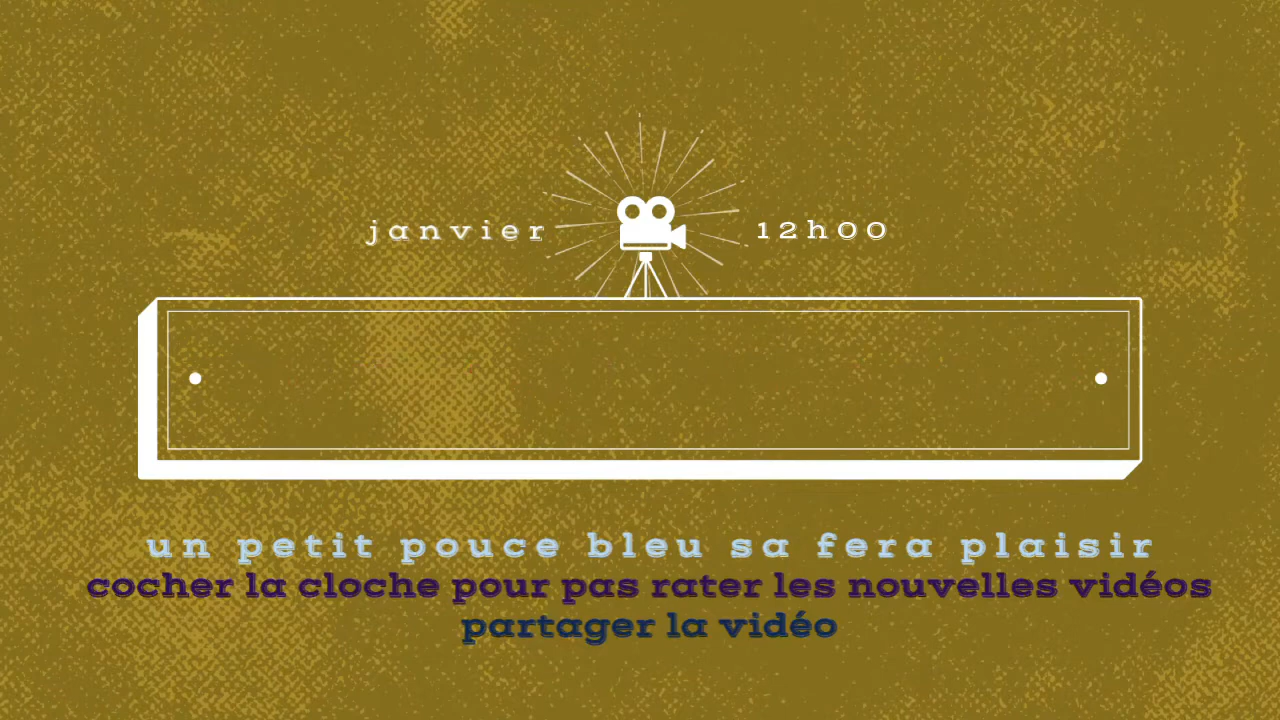 janvier 12h00
un petit pouce bleu sa fera plaisir
cocher la cloche pour pas rater les nouvelles vidéos
partager la vidéo